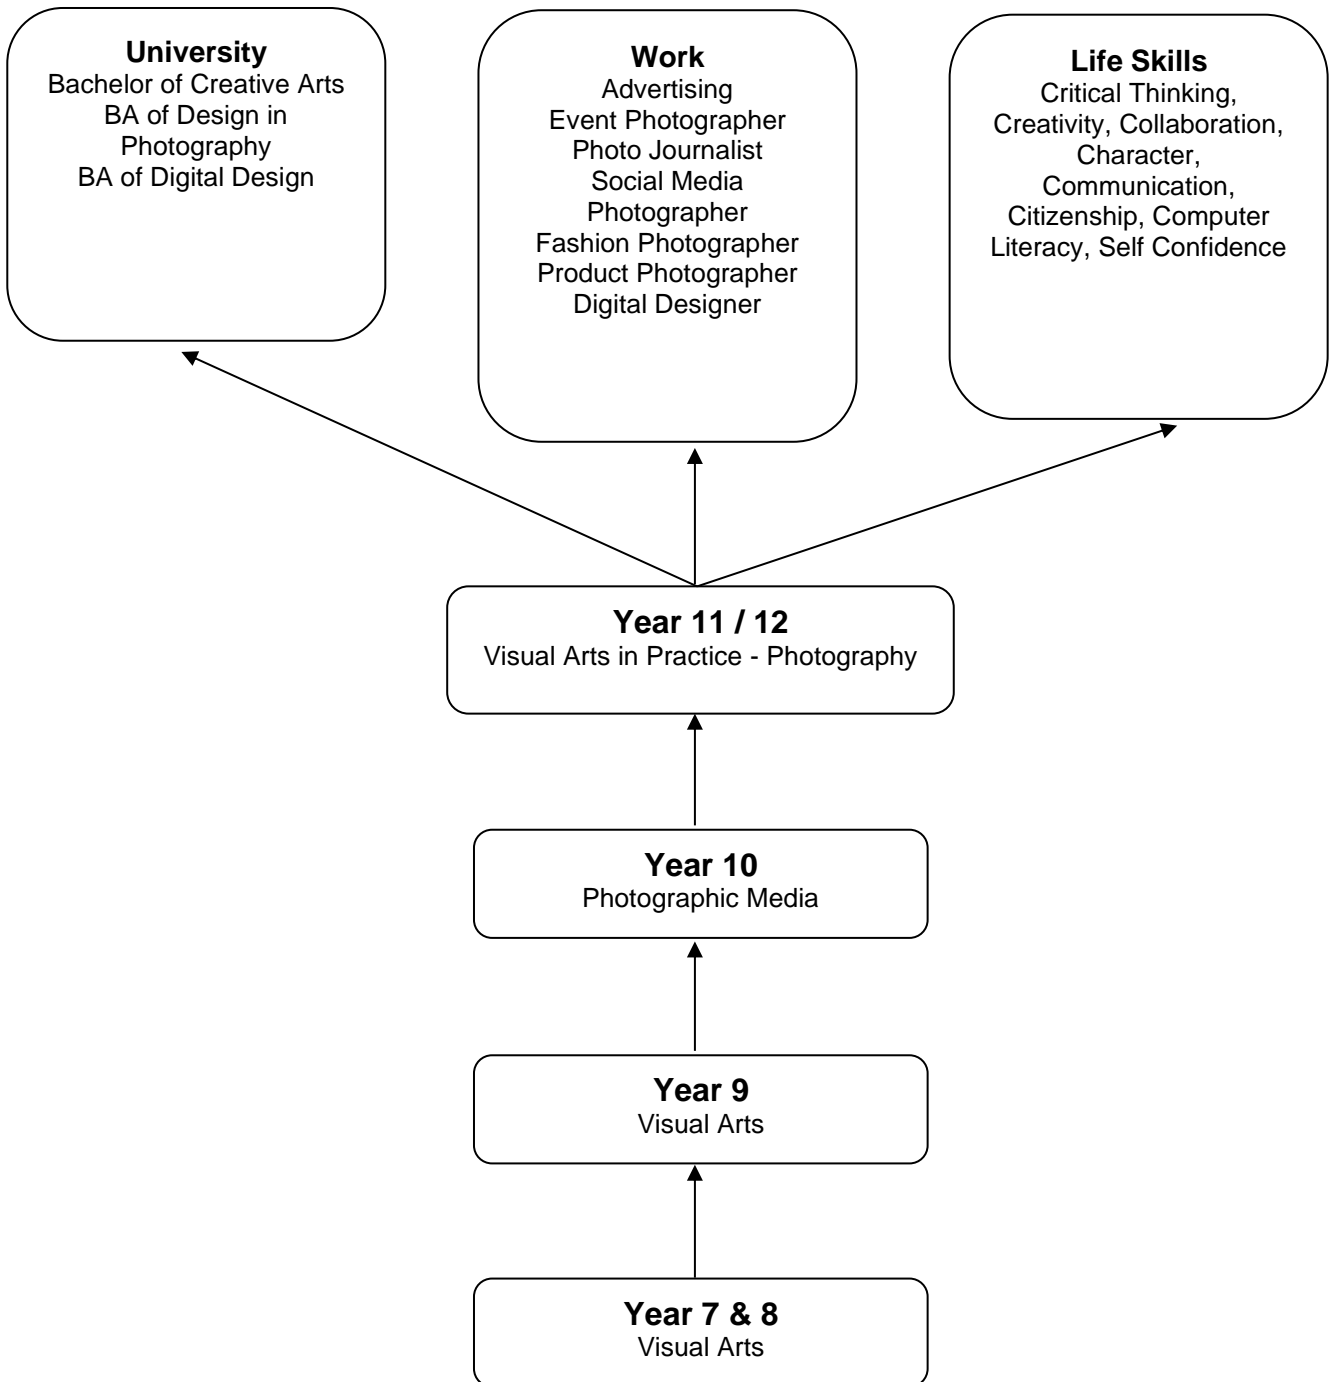 University
Bachelor of Creative Arts
BA of Design in
Photography
BA of Digital Design
Work
Advertising
Event Photographer
Photo Journalist
Social Media
Photographer
Fashion Photographer
Product Photographer
Digital Designer
Life Skills
Critical Thinking,
Creativity, Collaboration,
Character,
Communication,
Citizenship, Computer
Literacy, Self Confidence
Year 11 / 12
Visual Arts in Practice - Photography
Year 10
Photographic Media
Year 9
Visual Arts
Year 7 & 8
Visual Arts